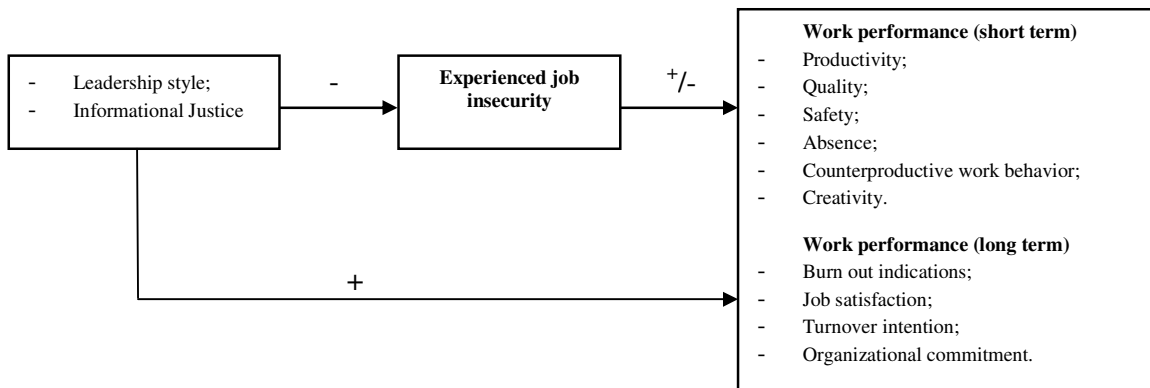 - Leadership style;
- Informational Justice
-
Experienced job
insecurity
+/-
+
Work performance (short term)
- Productivity;
- Quality;
- Safety;
- Absence;
- Counterproductive work behavior;
- Creativity.
Work performance (long term)
- Burn out indications;
- Job satisfaction;
- Turnover intention;
- Organizational commitment.